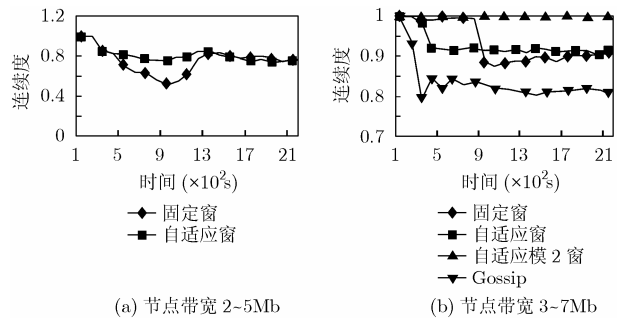 1.2
0.8
0.4
0
连续度
1 5 9 13 17 21
时间 (×10²s)
固定窗
自适应窗
(a) 节点带宽 2~5Mb
1
0.9
0.8
0.7
连续度
1 5 9 13 17 21
时间 (×10²s)
固定窗
自适应窗
自适应模 2 窗
Gossip
(b) 节点带宽 3~7Mb